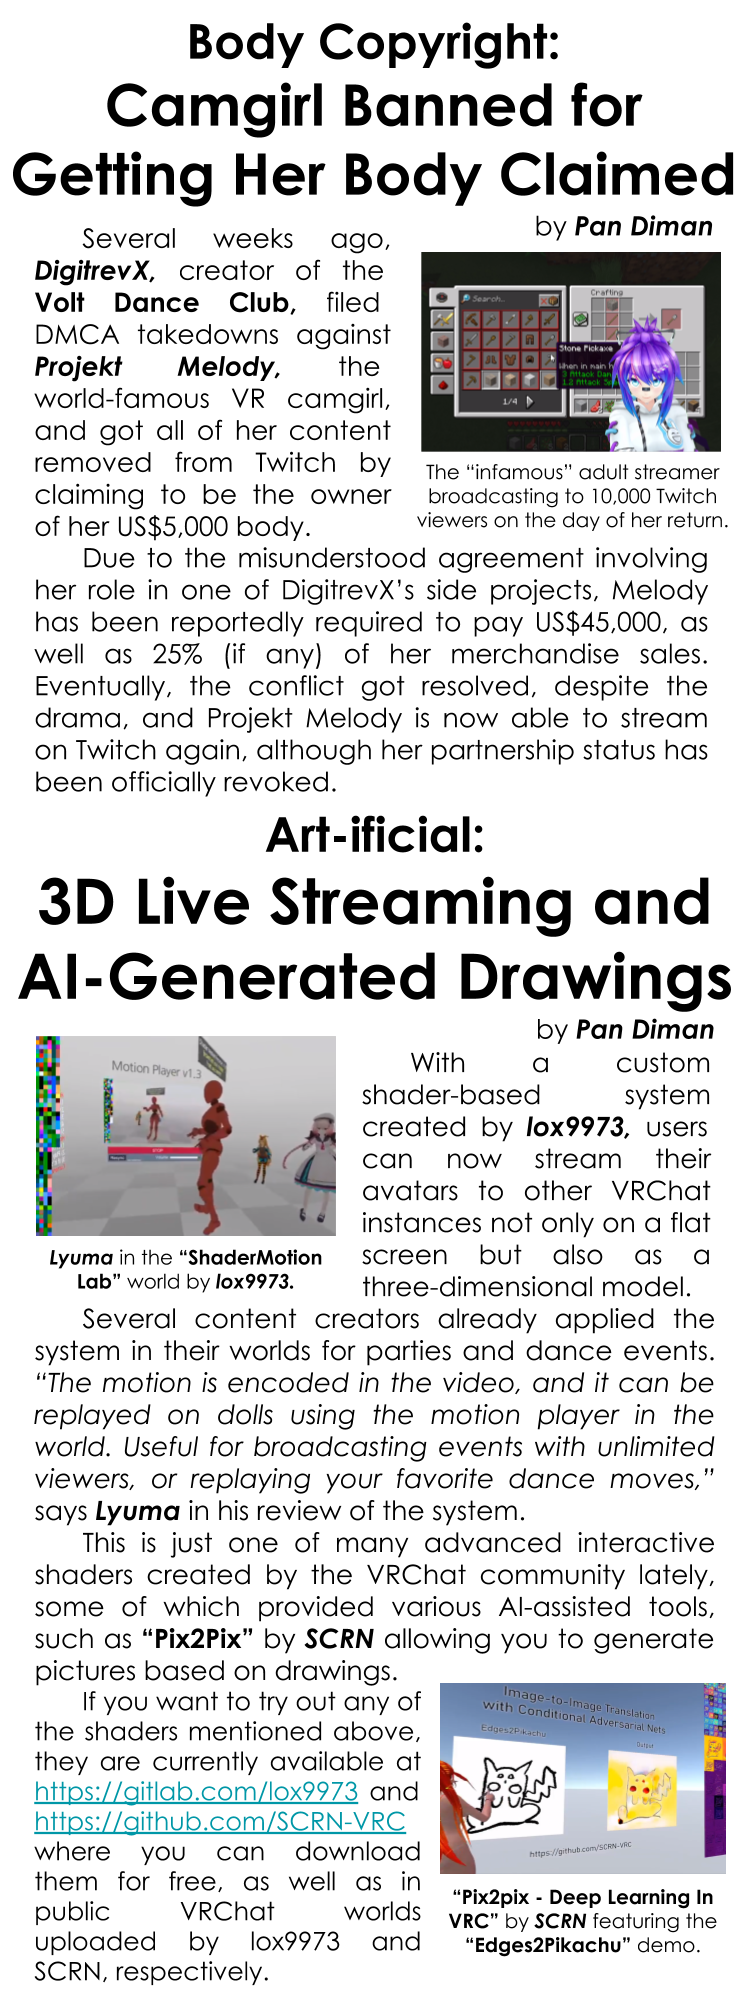 Body Copyright:
Camgirl Banned for
Getting Her Body Claimed
by Pan Diman
Several weeks ago,
DigitrevX, creator of the
Volt Dance Club, filed
DMCA takedowns against
Projekt Melody, the
world-famous VR camgirl,
and got all of her content
removed from Twitch by
claiming to be the owner
of her US$5,000 body.
Search...
Crafting
Stone Pickaxe
When in main h
3 Attack Dam
1.2 Attack Sp
1/4
The “infamous” adult streamer
broadcasting to 10,000 Twitch
viewers on the day of her return.
Due to the misunderstood agreement involving
her role in one of DigitrevX’s side projects, Melody
has been reportedly required to pay US$45,000, as
well as 25% (if any) of her merchandise sales.
Eventually, the conflict got resolved, despite the
drama, and Projekt Melody is now able to stream
on Twitch again, although her partnership status has
been officially revoked.
Art-ificial:
3D Live Streaming and
AI-Generated Drawings
by Pan Diman
Motion Player v1.3
STOP
Lyuma in the “ShaderMotion
Lab” world by lox9973.
With a custom
shader-based system
created by lox9973, users
can now stream their
avatars to other VRChat
instances not only on a flat
screen but also as a
three-dimensional model.
Several content creators already applied the
system in their worlds for parties and dance events.
“The motion is encoded in the video, and it can be
replayed on dolls using the motion player in the
world. Useful for broadcasting events with unlimited
viewers, or replaying your favorite dance moves,”
says Lyuma in his review of the system.
This is just one of many advanced interactive
shaders created by the VRChat community lately,
some of which provided various AI-assisted tools,
such as “Pix2Pix” by SCRN allowing you to generate
pictures based on drawings.
If you want to try out any of
the shaders mentioned above,
they are currently available at
https://gitlab.com/lox9973 and
https://github.com/SCRN-VRC
where you can download
them for free, as well as in
public VRChat worlds
uploaded by lox9973 and
SCRN, respectively.
Image-to-Image Translation
with Conditional Adversarial Nets
Edges2Pikachu
Output
https://github.com/SCRN-VRC
“Pix2pix - Deep Learning In
VRC” by SCRN featuring the
“Edges2Pikachu” demo.